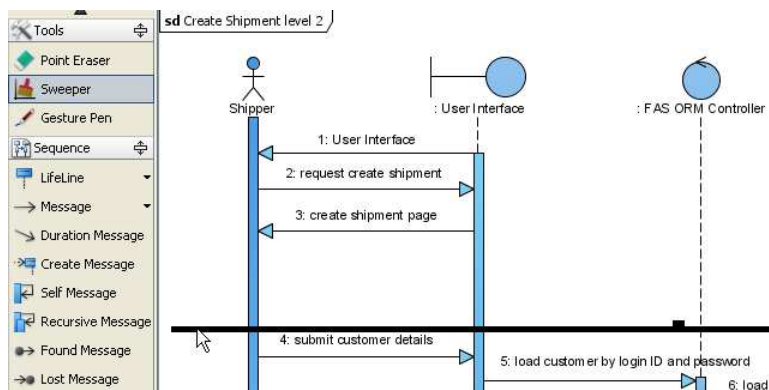 Tools
Point Eraser
Sweeper
Gesture Pen
Sequence
LifeLine
Message
Duration Message
Create Message
Self Message
Recursive Message
Found Message
Lost Message
sd Create Shipment level 2
Shipper
: User Interface
: FAS ORM Controller
1: User Interface
2: request create shipment
3: create shipment page
4: submit customer details
5: load customer by login ID and password
6: load